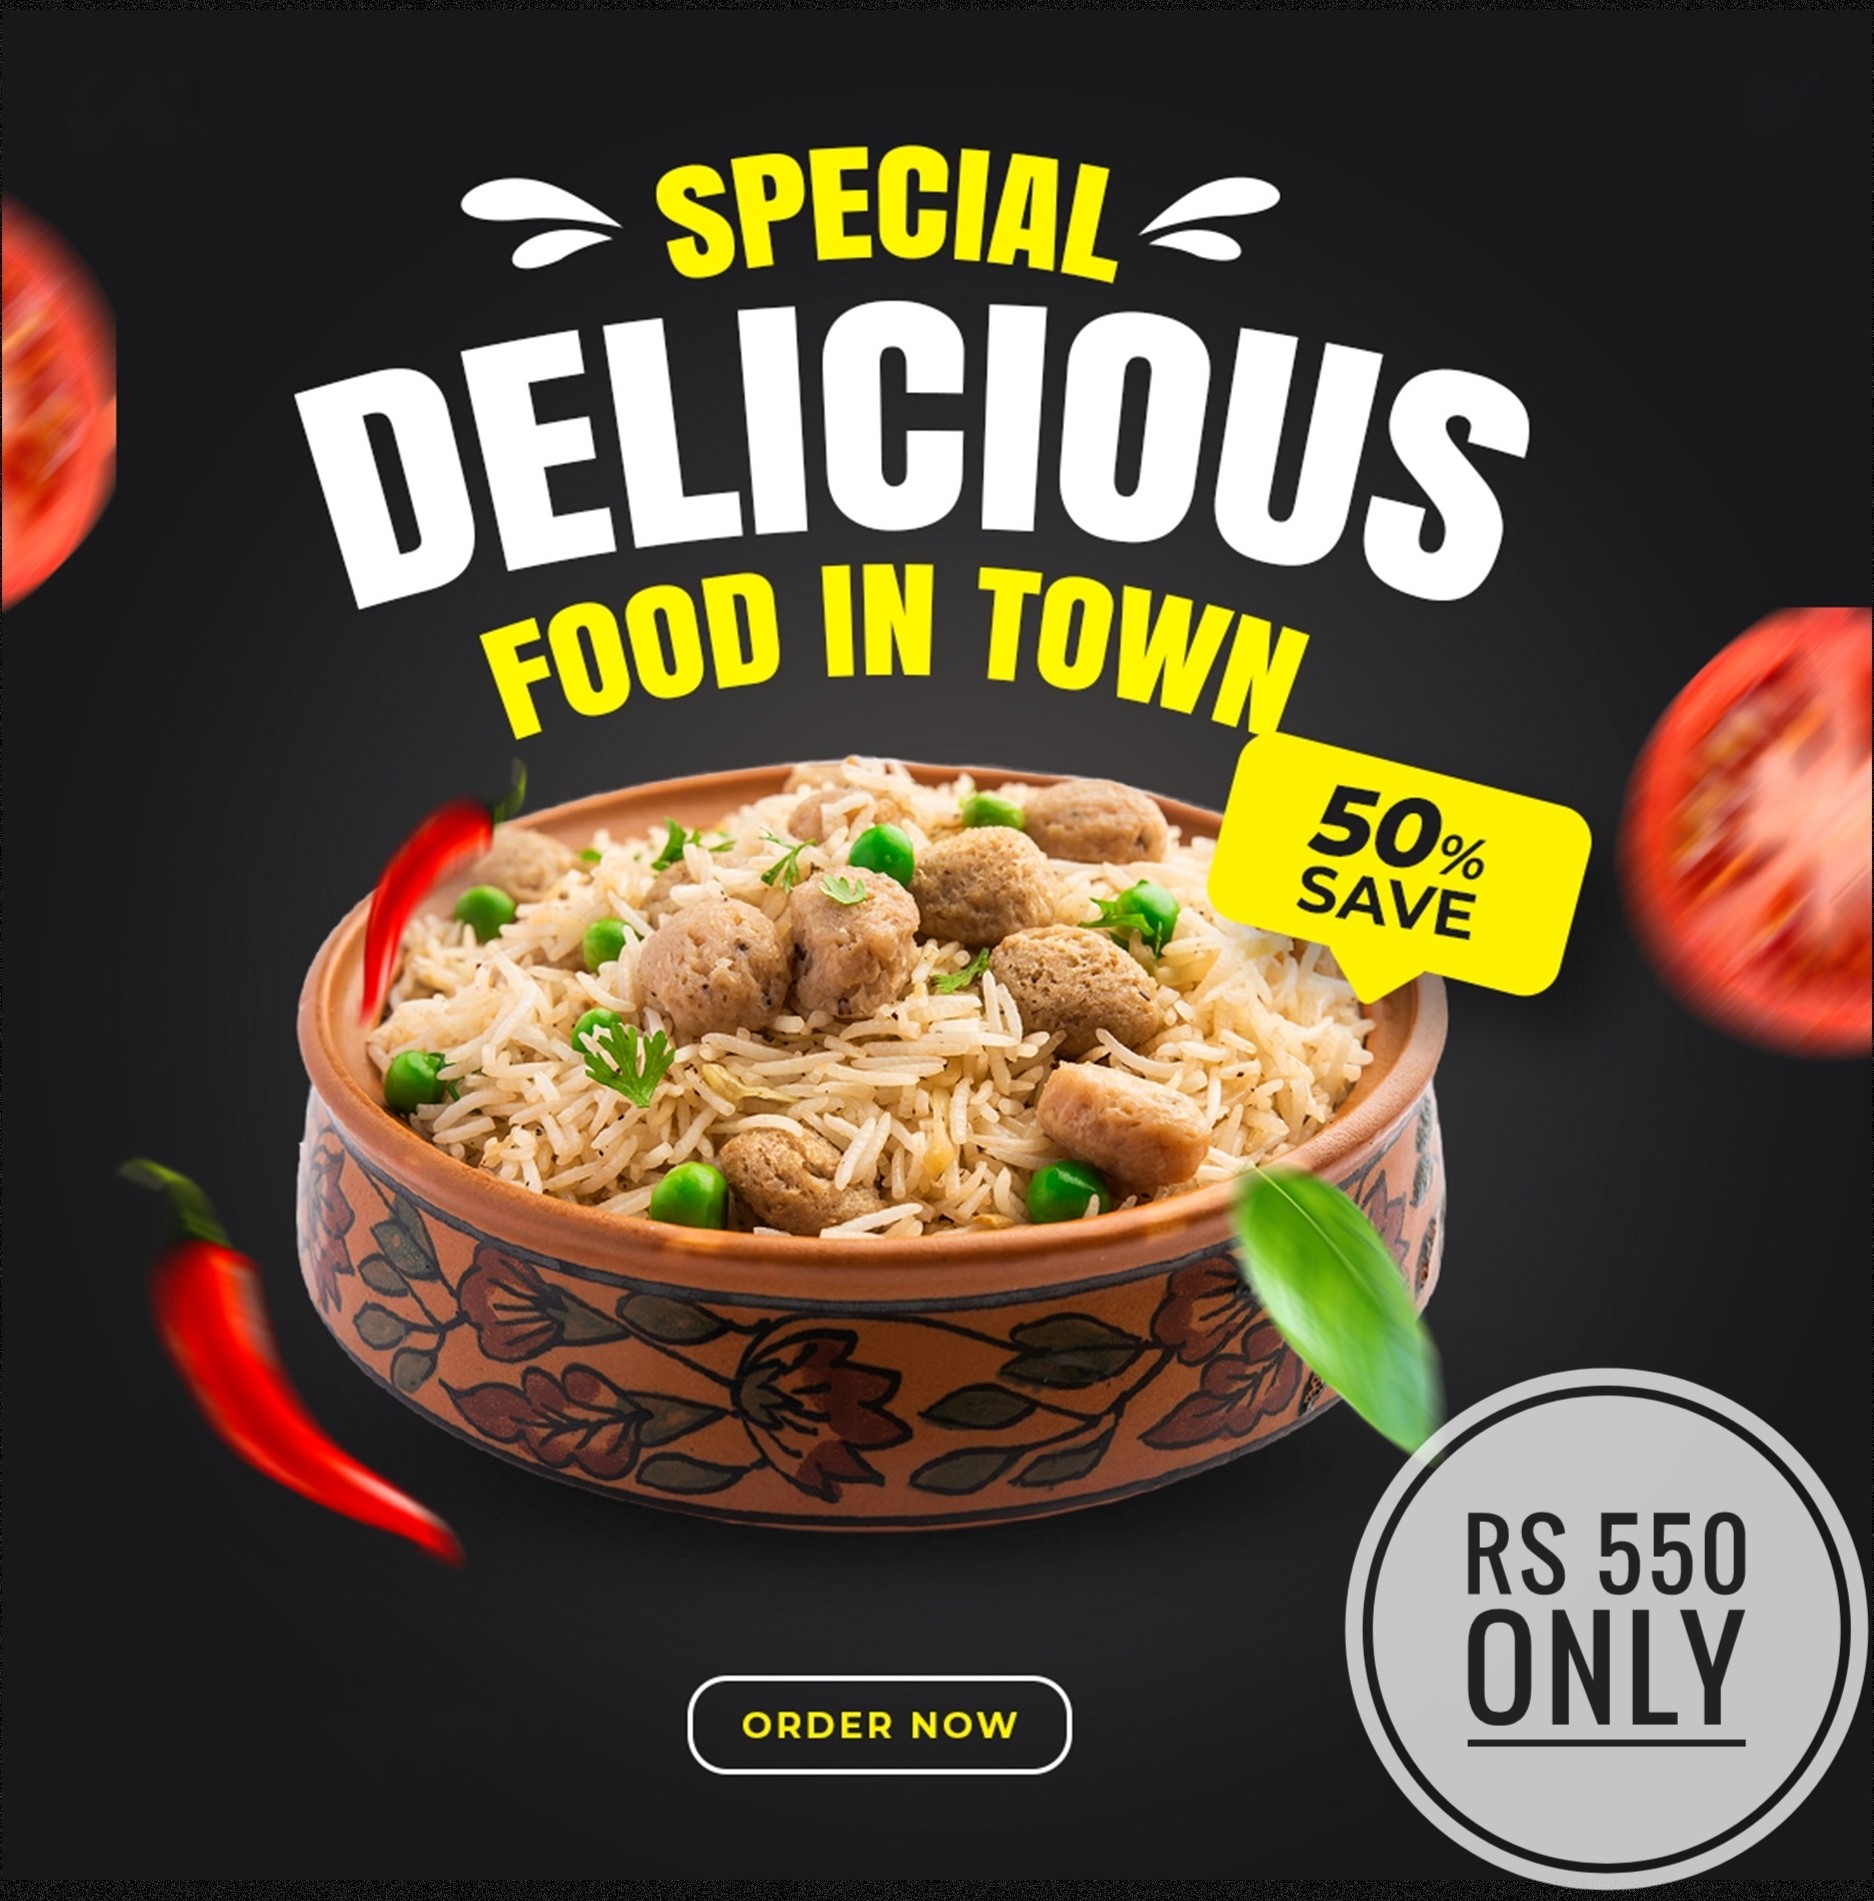 SPECIAL
DELICIOUS
FOOD IN TOWN
50%
SAVE
RS 550
ONLY
ORDER NOW